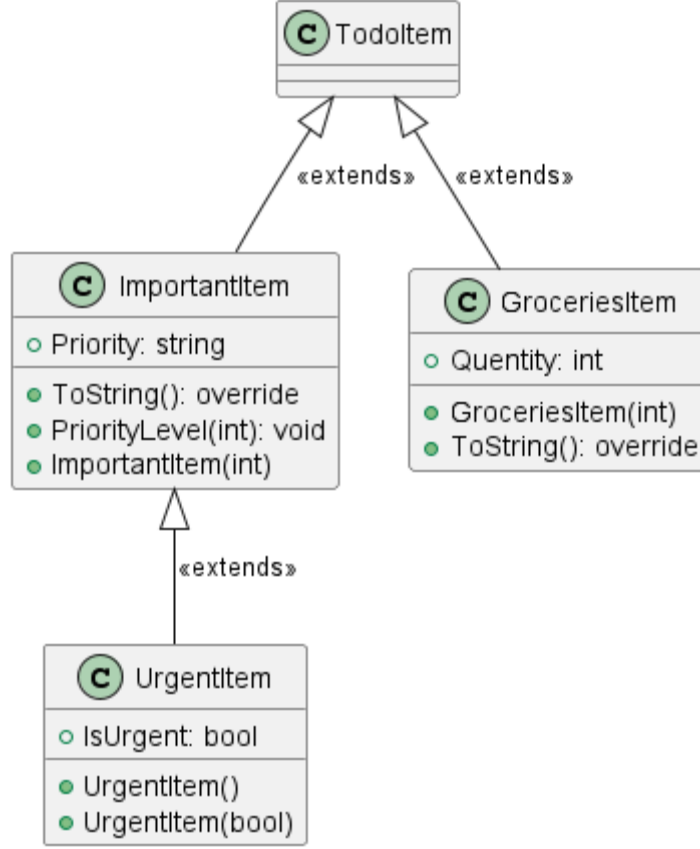 C TodoItem
«extends»
«extends»
C ImportantItem
Priority: string
ToString(): override
PriorityLevel(int): void
ImportantItem(int)
C GroceriesItem
Quentity: int
GroceriesItem(int)
ToString(): override
«extends»
C UrgentItem
IsUrgent: bool
UrgentItem()
UrgentItem(bool)